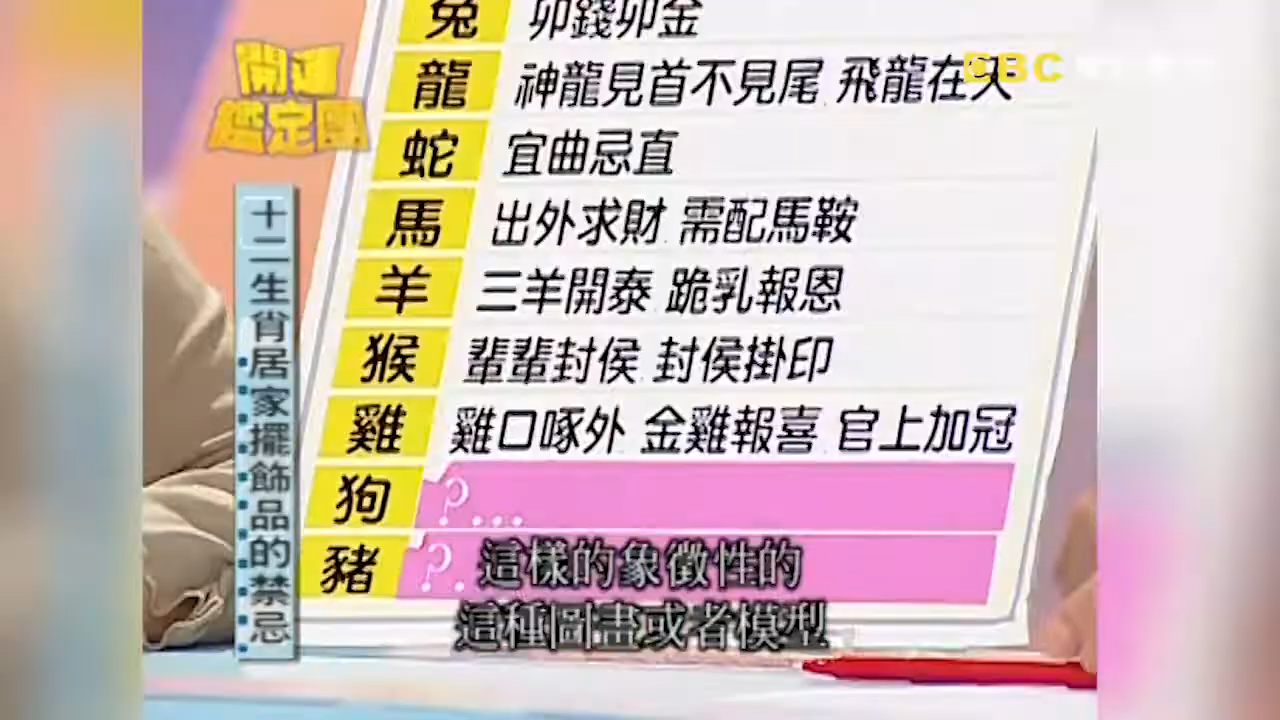 兔 卯錢卯金
龍 神龍見首不見尾 飛龍在天
蛇 宜曲忌直
馬 出外求財 需配馬鞍
羊 三羊開泰 跪乳報恩
猴 輩輩封侯 封侯掛印
雞 雞口啄外 金雞報喜 官上加冠
狗 ?...
豬 ?.
開運
鑑定團
十二生肖居家擺飾品的禁忌
EBC
這樣的象徵性的
這種圖畫或者模型